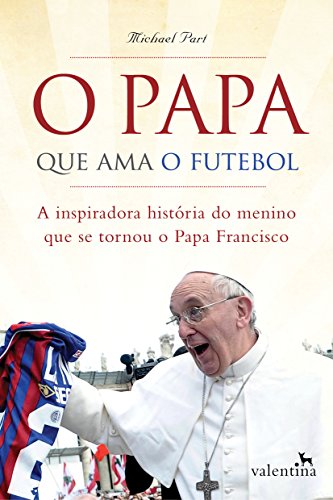 Michael Part
O PAPA
QUE AMA O FUTEBOL
A inspiradora história do menino
que se tornou o Papa Francisco
valentina